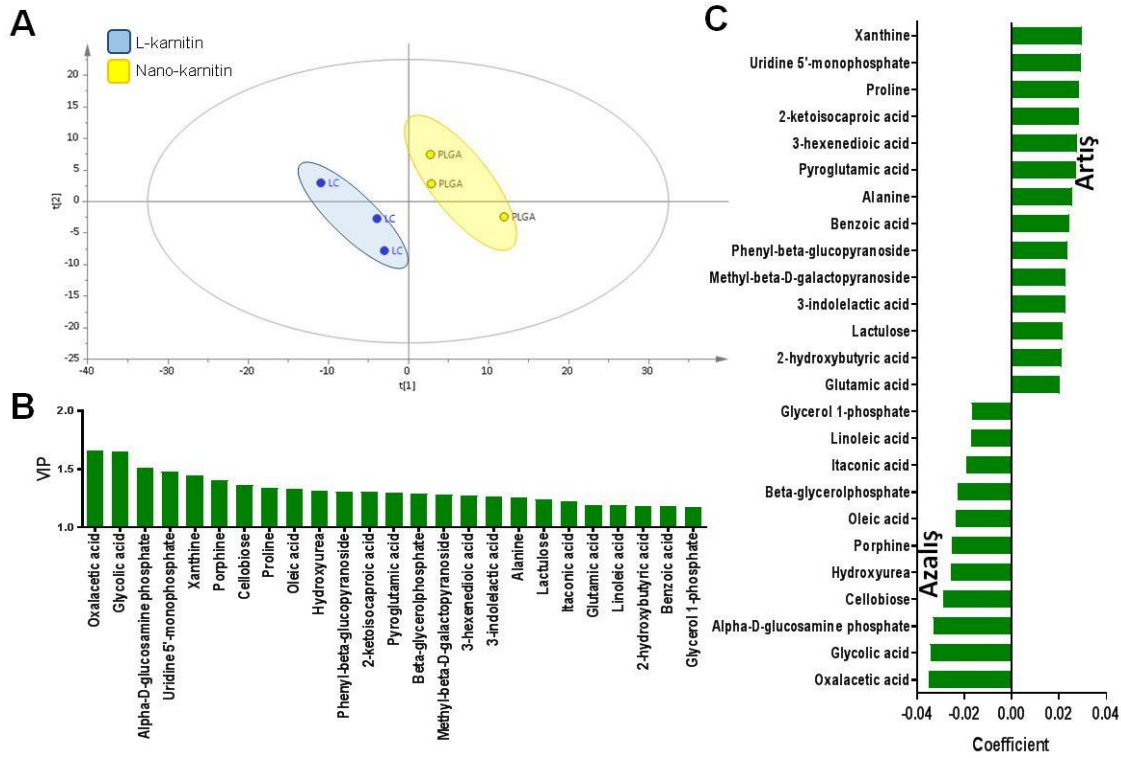 A
L-karnitin
Nano-karnitin
t[2]
20
15
10
5
0
-5
-10
-15
-20
-25
LC
LC
LC
PLGA
PLGA
PLGA
-40
-30
-20
-10
0
10
20
30
t[1]
B
VIP
2.0
1.5
1.0
Oxalacetic acid
Glycolic acid
Alpha-D-glucosamine phosphate
Uridine 5'-monophosphate
Xanthine
Porphine
Cellobiose
Proline
Oleic acid
Hydroxyurea
Phenyl-beta-glucopyranoside
2-ketoisocaproic acid
Pyroglutamic acid
Beta-glycerolphosphate
Methyl-beta-D-galactopyranoside
3-hexenedioic acid
3-indolelactic acid
Alanine
Lactulose
Itaconic acid
Glutamic acid
Linoleic acid
2-hydroxybutyric acid
Benzoic acid
Glycerol 1-phosphate
C
Xanthine
Uridine 5'-monophosphate
Proline
2-ketoisocaproic acid
3-hexenedioic acid
Pyroglutamic acid
Alanine
Benzoic acid
Phenyl-beta-glucopyranoside
Methyl-beta-D-galactopyranoside
3-indolelactic acid
Lactulose
2-hydroxybutyric acid
Glutamic acid
Glycerol 1-phosphate
Linoleic acid
Itaconic acid
Beta-glycerolphosphate
Oleic acid
Porphine
Hydroxyurea
Cellobiose
Alpha-D-glucosamine phosphate
Glycolic acid
Oxalacetic acid
Artış
Azalış
-0.04
-0.02
0.00
0.02
0.04
Coefficient